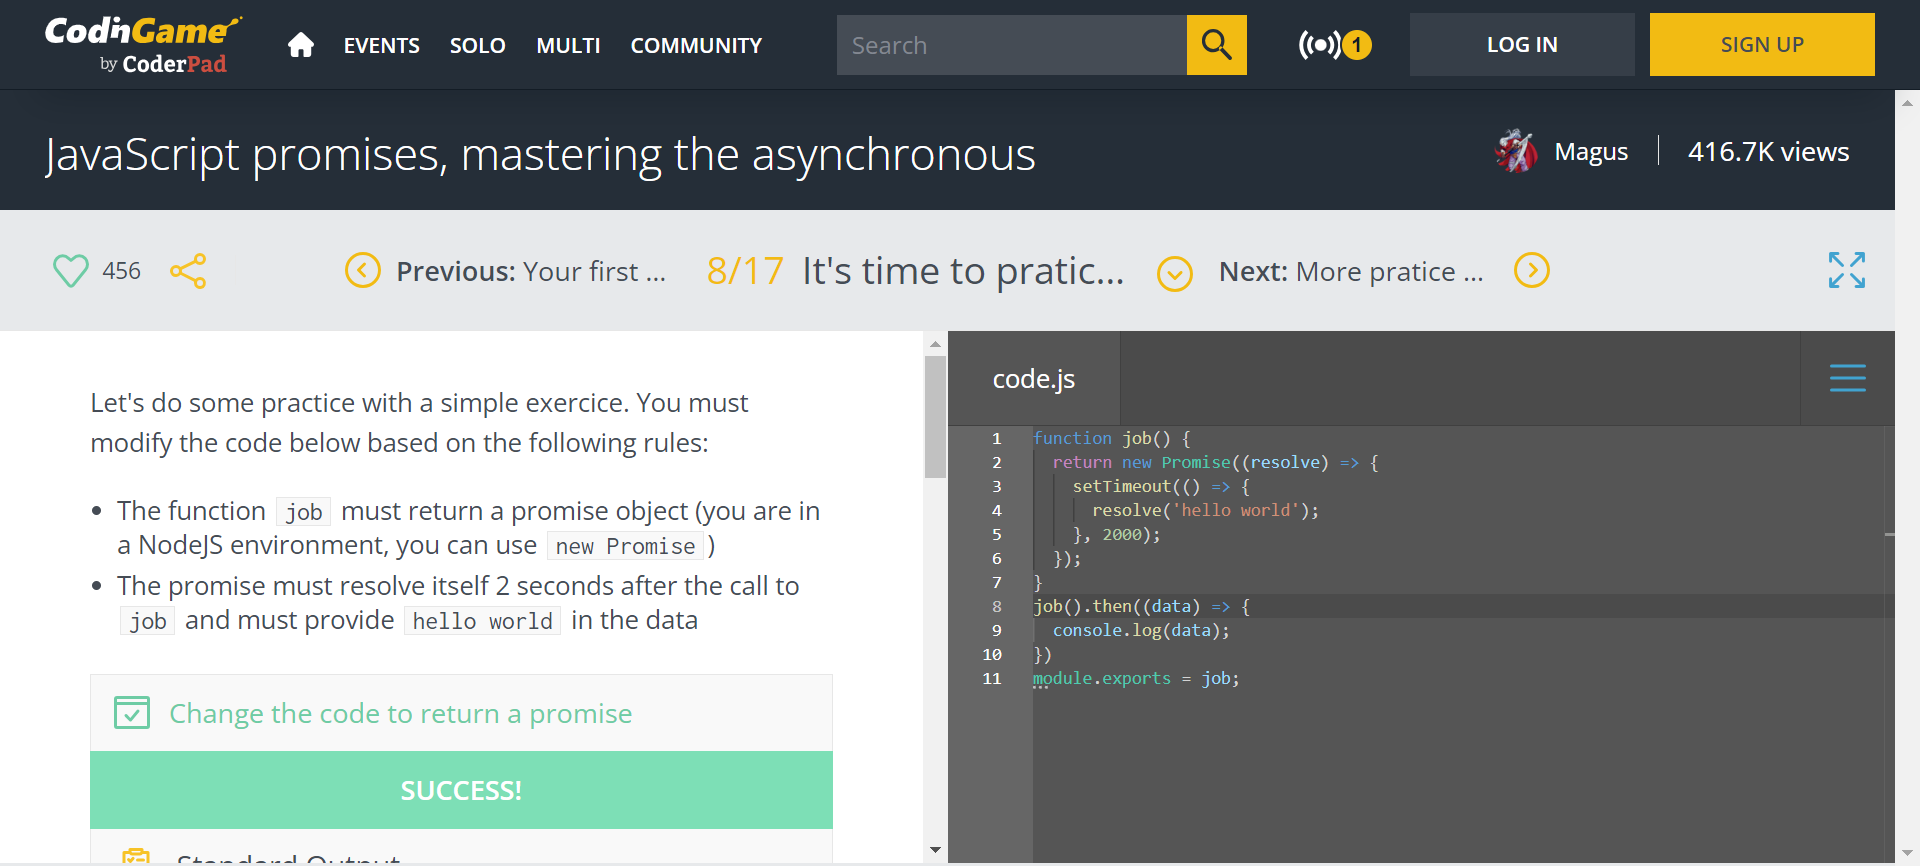 CodinGame
by CoderPad
EVENTS SOLO MULTI COMMUNITY
Search
1
LOG IN
SIGN UP
JavaScript promises, mastering the asynchronous
Magus
416.7K views
456
Previous: Your first ...
8/17 It's time to pratic...
Next: More pratice ...
Let's do some practice with a simple exercice. You must
modify the code below based on the following rules:
• The function job must return a promise object (you are in
a NodeJS environment, you can use new Promise )
• The promise must resolve itself 2 seconds after the call to
job and must provide hello world in the data
Change the code to return a promise
SUCCESS!
Standard Output
code.js
1 function job() {
2 return new Promise((resolve) => {
3 setTimeout(() => {
4 resolve('hello world');
5 }, 2000);
6 });
7 }
8 job().then((data) => {
9 console.log(data);
10 })
11 module.exports = job;